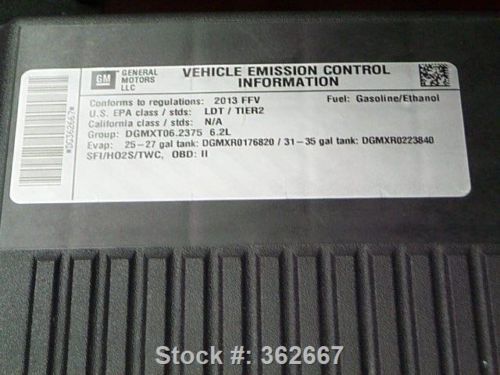 GM
GENERAL
MOTORS
LLC
VEHICLE EMISSION CONTROL
INFORMATION
Conforms to regulations: 2013 FFV Fuel: Gasoline/Ethanol
U.S. EPA class / stds: LDT / TIER2
California class / stds: N/A
Group: DGMXT06.2375 6.2L
Evap: 25-27 gal tank: DGMXR0176820 / 31-35 gal tank: DGMXR0223840
SFI/HO2S/TWC, OBD: II
Stock #: 362667